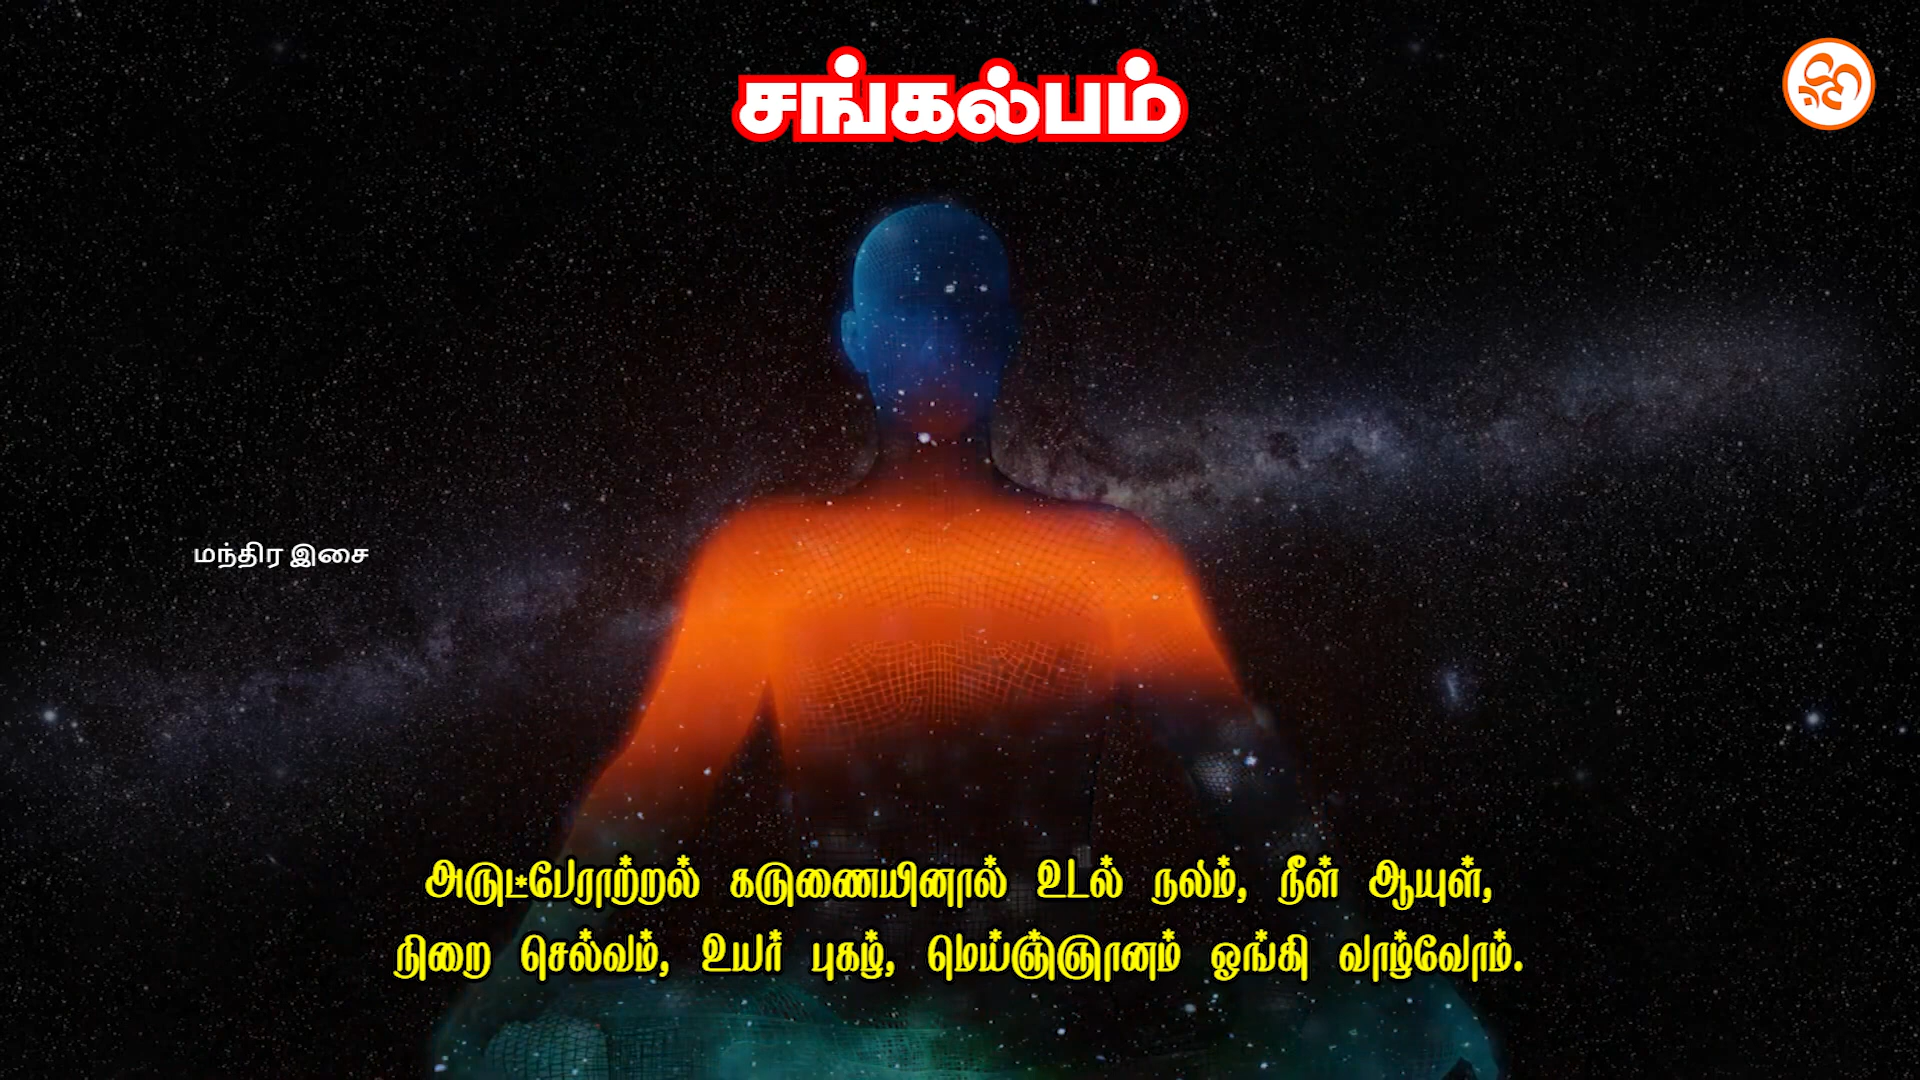 சங்கல்பம்
மந்திர இசை
அருட்பேராற்றல் கருணையினால் உடல் நலம், நீள் ஆயுள்,
நிறை செல்வம், உயர் புகழ், மெய்ஞ்ஞானம் ஓங்கி வாழ்வோம்.